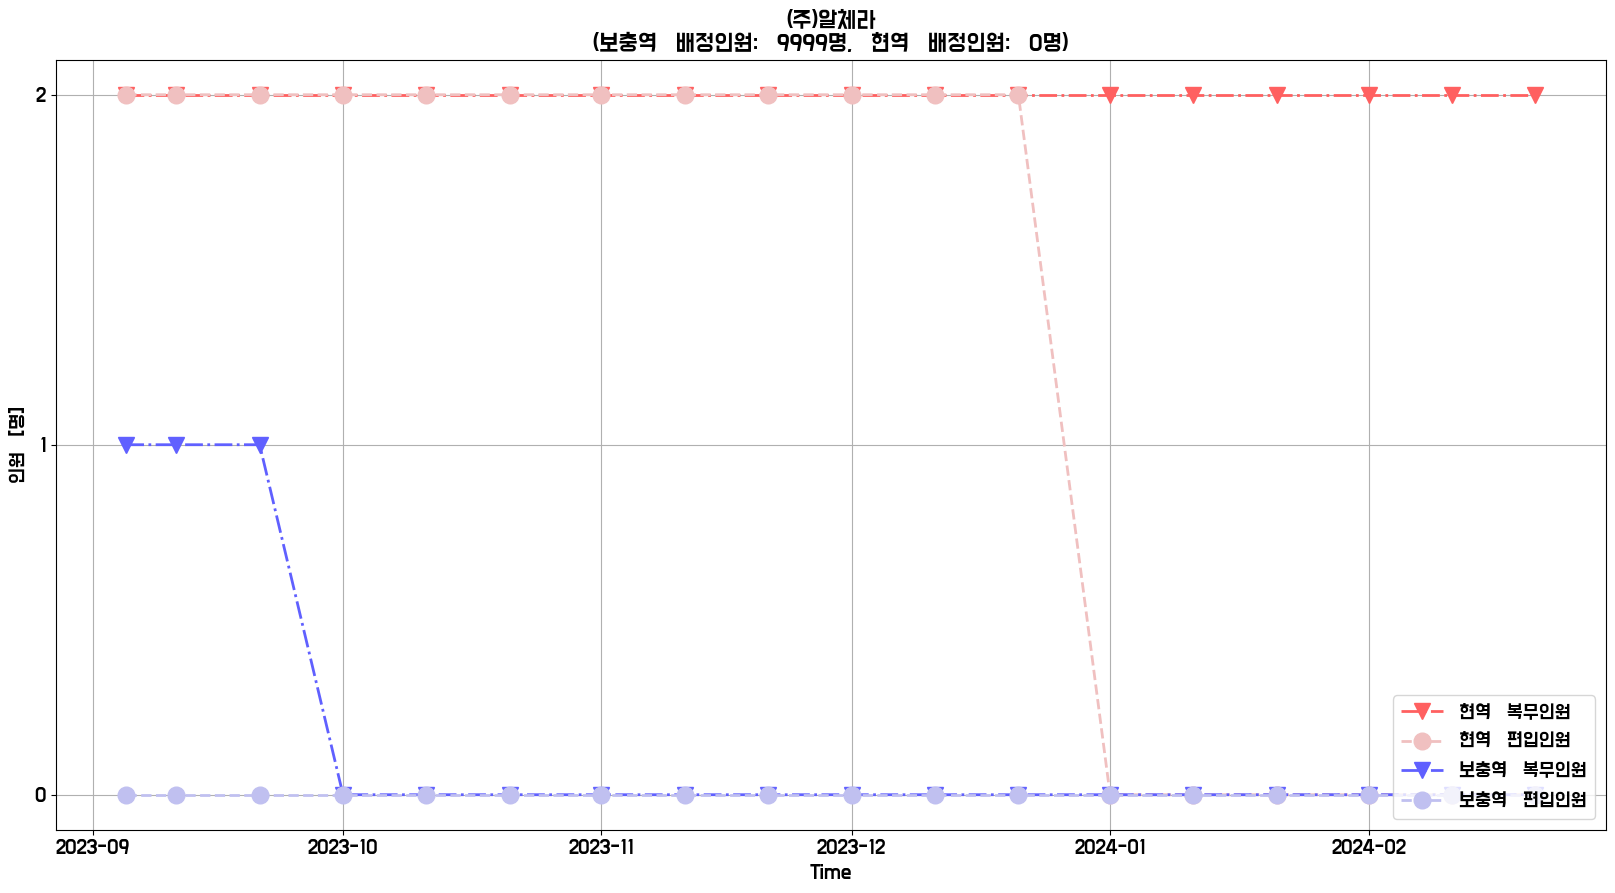 (주)알체라
(보충역 배정인원: 9999명, 현역 배정인원: 0명)
인원 [명]
2
1
0
2023-09 2023-10 2023-11 2023-12 2024-01 2024-02
Time
현역 복무인원
현역 편입인원
보충역 복무인원
보충역 편입인원